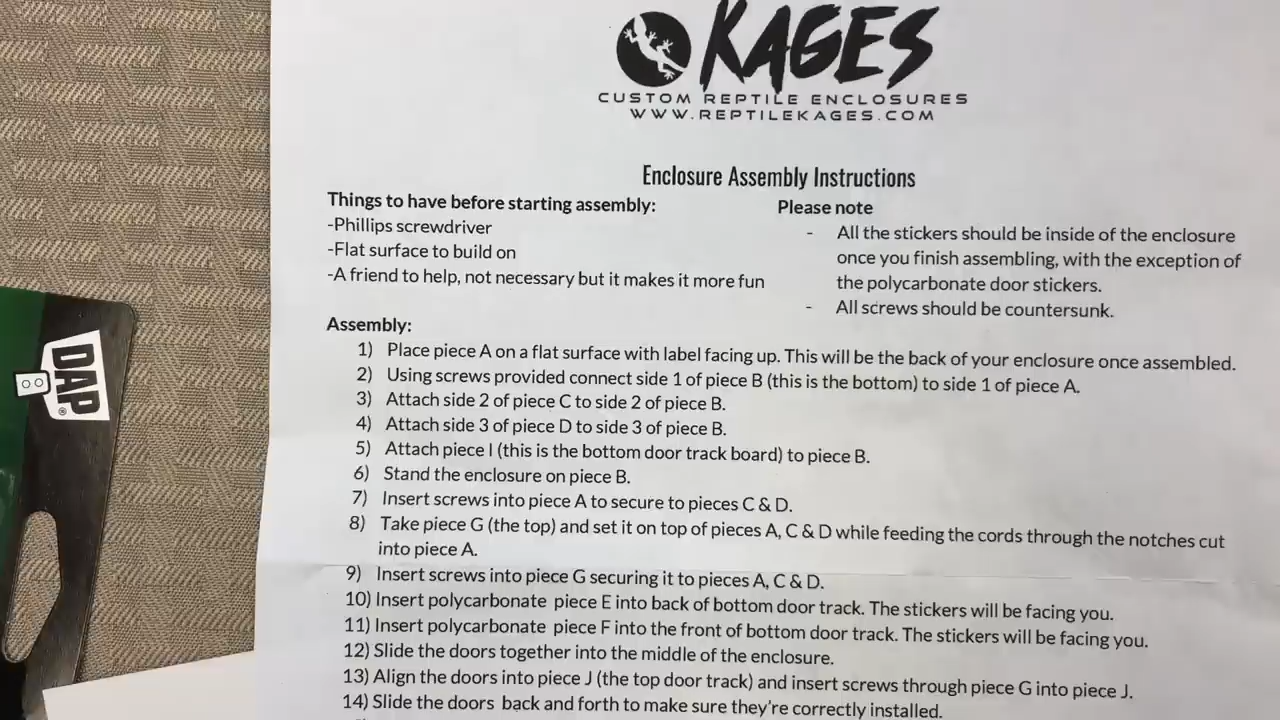 KAGES
CUSTOM REPTILE ENCLOSURES
WWW.REPTILEKAGES.COM
Enclosure Assembly Instructions
Things to have before starting assembly:
-Phillips screwdriver
-Flat surface to build on
-A friend to help, not necessary but it makes it more fun
Please note
- All the stickers should be inside of the enclosure
once you finish assembling, with the exception of
the polycarbonate door stickers.
- All screws should be countersunk.
Assembly:
1) Place piece A on a flat surface with label facing up. This will be the back of your enclosure once assembled.
2) Using screws provided connect side 1 of piece B (this is the bottom) to side 1 of piece A.
3) Attach side 2 of piece C to side 2 of piece B.
4) Attach side 3 of piece D to side 3 of piece B.
5) Attach piece I (this is the bottom door track board) to piece B.
6) Stand the enclosure on piece B.
7) Insert screws into piece A to secure to pieces C & D.
8) Take piece G (the top) and set it on top of pieces A, C & D while feeding the cords through the notches cut
into piece A.
9) Insert screws into piece G securing it to pieces A, C & D.
10) Insert polycarbonate piece E into back of bottom door track. The stickers will be facing you.
11) Insert polycarbonate piece F into the front of bottom door track. The stickers will be facing you.
12) Slide the doors together into the middle of the enclosure.
13) Align the doors into piece J (the top door track) and insert screws through piece G into piece J.
14) Slide the doors back and forth to make sure they're correctly installed.
DAP®